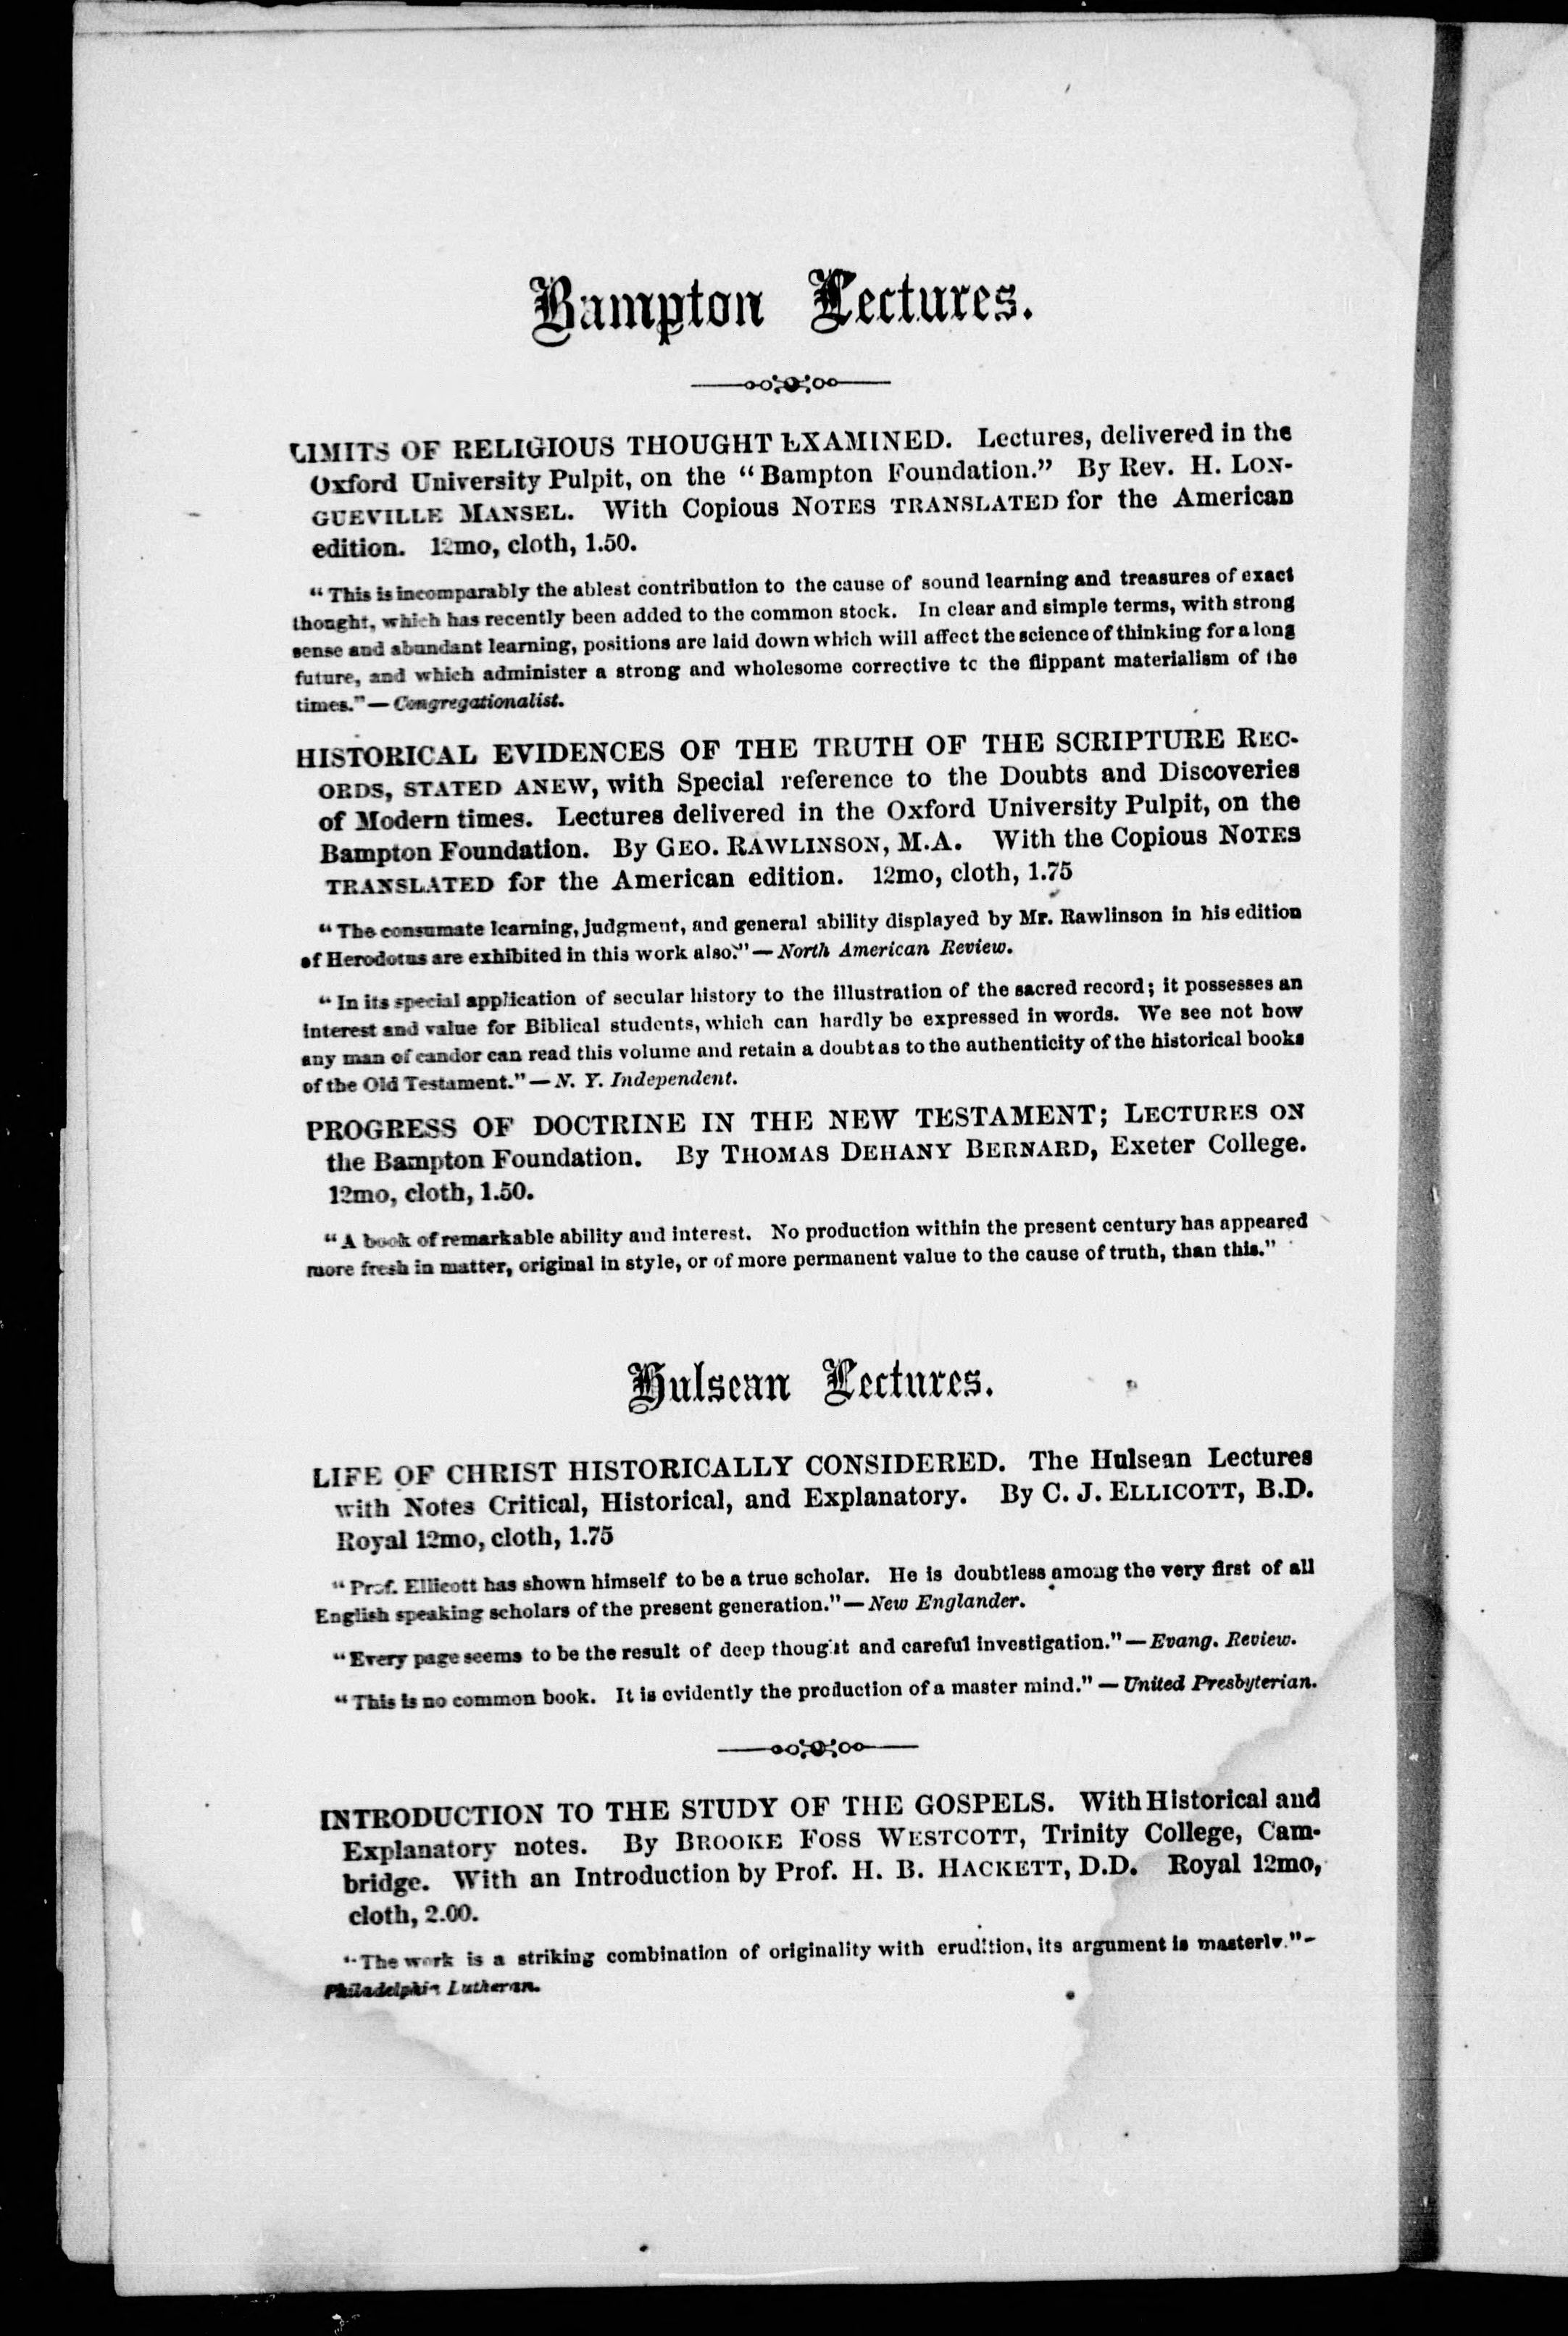 Bampton Lectures.
LIMITS OF RELIGIOUS THOUGHT EXAMINED. Lectures, delivered in the
Oxford University Pulpit, on the "Bampton Foundation." By Rev. H. LON-
GUEVILLE MANSEL. With Copious NOTES TRANSLATED for the American
edition. 12mo, cloth, 1.50.
"This is incomparably the ablest contribution to the cause of sound learning and treasures of exact
thought, which has recently been added to the common stock. In clear and simple terms, with strong
sense and abundant learning, positions are laid down which will affect the science of thinking for a long
future, and which administer a strong and wholesome corrective to the flippant materialism of the
times." — Congregationalist.
HISTORICAL EVIDENCES OF THE TRUTH OF THE SCRIPTURE REC-
ORDS, STATED ANEW, with Special reference to the Doubts and Discoveries
of Modern times. Lectures delivered in the Oxford University Pulpit, on the
Bampton Foundation. By GEO. RAWLINSON, M.A. With the Copious NOTES
TRANSLATED for the American edition. 12mo, cloth, 1.75
"The consumate learning, judgment, and general ability displayed by Mr. Rawlinson in his edition
of Herodotus are exhibited in this work also." — North American Review.
"In its special application of secular history to the illustration of the sacred record; it possesses an
interest and value for Biblical students, which can hardly be expressed in words. We see not how
any man of candor can read this volume and retain a doubt as to the authenticity of the historical books
of the Old Testament." — N. Y. Independent.
PROGRESS OF DOCTRINE IN THE NEW TESTAMENT; LECTURES ON
the Bampton Foundation. By THOMAS DEHANY BERNARD, Exeter College.
12mo, cloth, 1.50.
"A book of remarkable ability and interest. No production within the present century has appeared
more fresh in matter, original in style, or of more permanent value to the cause of truth, than this."
Hulsean Lectures.
LIFE OF CHRIST HISTORICALLY CONSIDERED. The Hulsean Lectures
with Notes Critical, Historical, and Explanatory. By C. J. ELLICOTT, B.D.
Royal 12mo, cloth, 1.75
"Prof. Ellicott has shown himself to be a true scholar. He is doubtless among the very first of all
English speaking scholars of the present generation." — New Englander.
"Every page seems to be the result of deep thought and careful investigation." — Evang. Review.
"This is no common book. It is evidently the production of a master mind." — United Presbyterian.
INTRODUCTION TO THE STUDY OF THE GOSPELS. With Historical and
Explanatory notes. By BROOKE FOSS WESTCOTT, Trinity College, Cam-
bridge. With an Introduction by Prof. H. B. HACKETT, D.D. Royal 12mo,
cloth, 2.00.
"The work is a striking combination of originality with erudition, its argument is masterly." —
Philadelphia Lutheran.